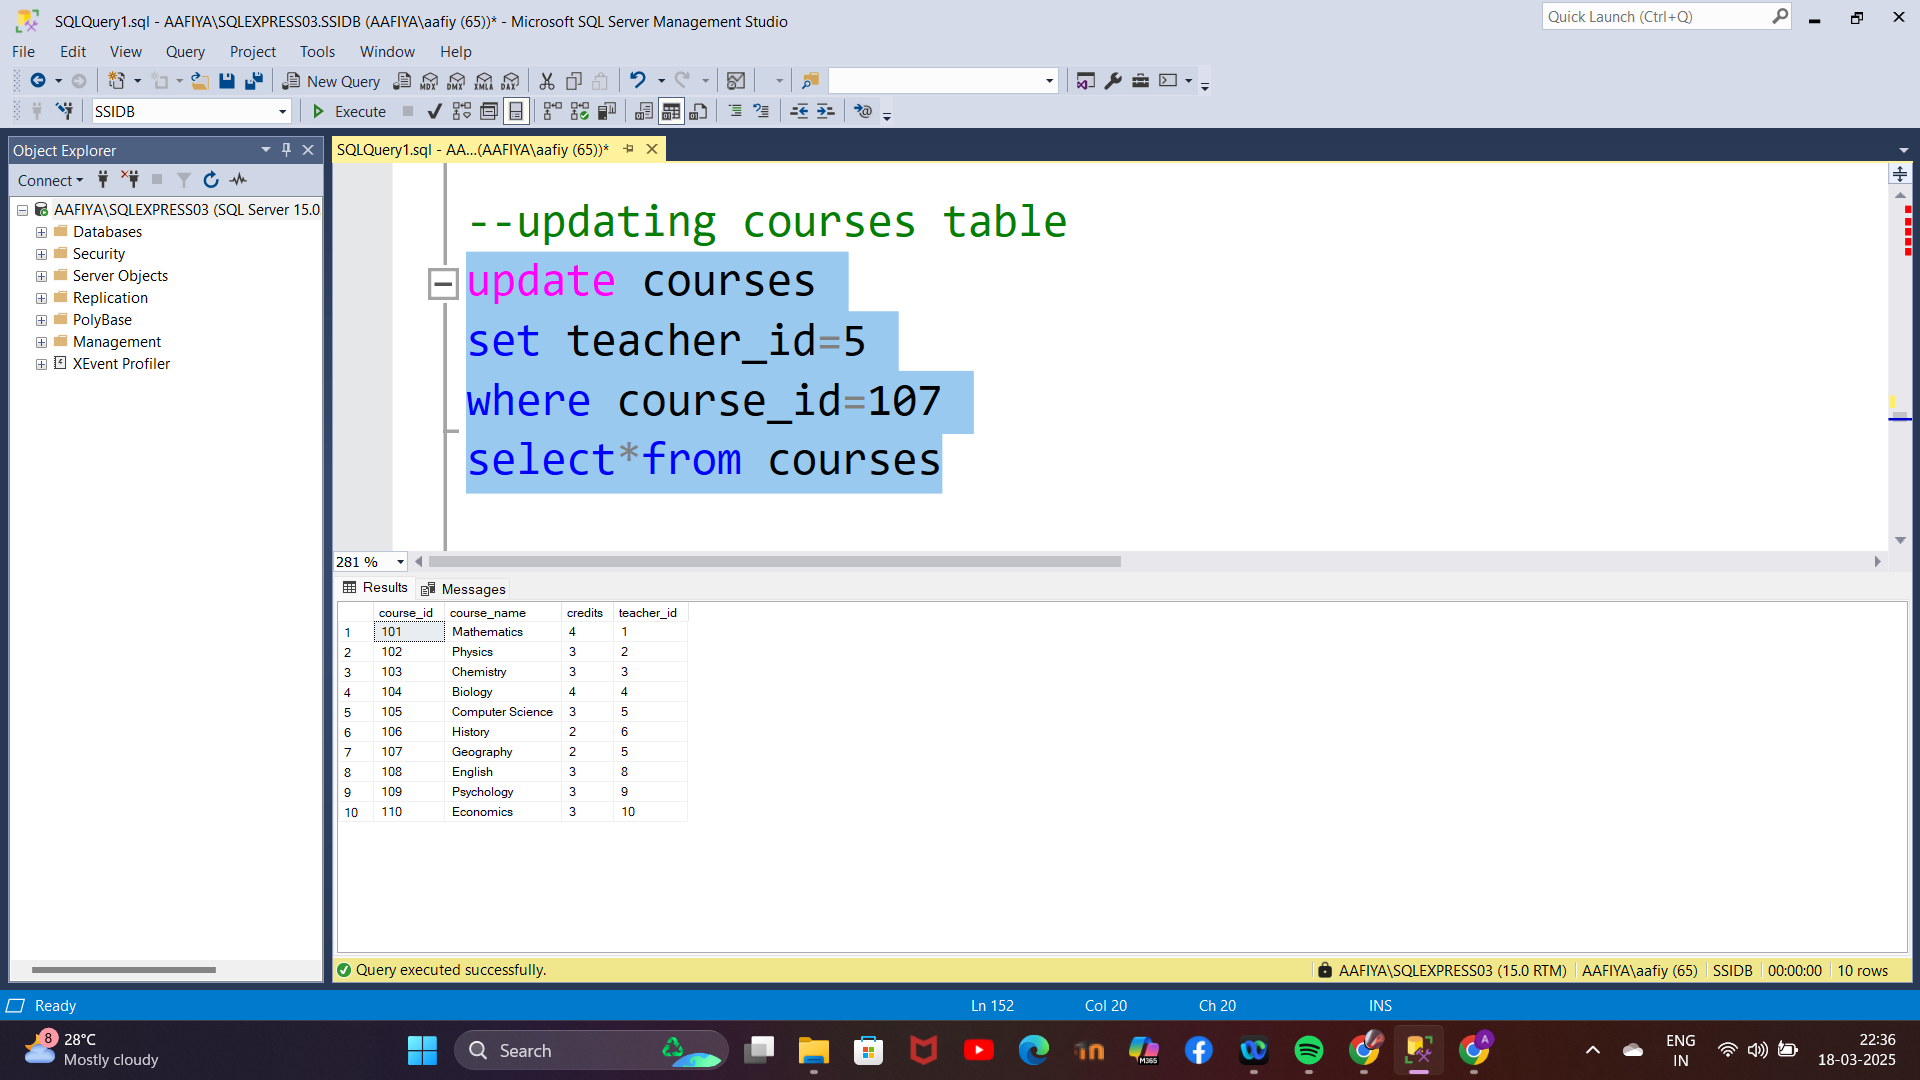 SQLQuery1.sql - AAFIYA\SQLEXPRESS03.SSIDB (AAFIYA\aafiy (65))* - Microsoft SQL Server Management Studio
Quick Launch (Ctrl+Q)
File Edit View Query Project Tools Window Help
New Query MDX DMX XMLA DAX
SSIDB Execute
Object Explorer
SQLQuery1.sql - AA...(AAFIYA\aafiy (65))*
Connect
AAFIYA\SQLEXPRESS03 (SQL Server 15.0
Databases
Security
Server Objects
Replication
PolyBase
Management
XEvent Profiler
--updating courses table
update courses
set teacher_id=5
where course_id=107
select*from courses
281 %
Results Messages
course_id course_name credits teacher_id
1 101 Mathematics 4 1
2 102 Physics 3 2
3 103 Chemistry 3 3
4 104 Biology 4 4
5 105 Computer Science 3 5
6 106 History 2 6
7 107 Geography 2 5
8 108 English 3 8
9 109 Psychology 3 9
10 110 Economics 3 10
Query executed successfully. AAFIYA\SQLEXPRESS03 (15.0 RTM) AAFIYA\aafiy (65) SSIDB 00:00:00 10 rows
Ready Ln 152 Col 20 Ch 20 INS
8 28°C
Mostly cloudy
Search
M365
A
ENG
IN
22:36
18-03-2025